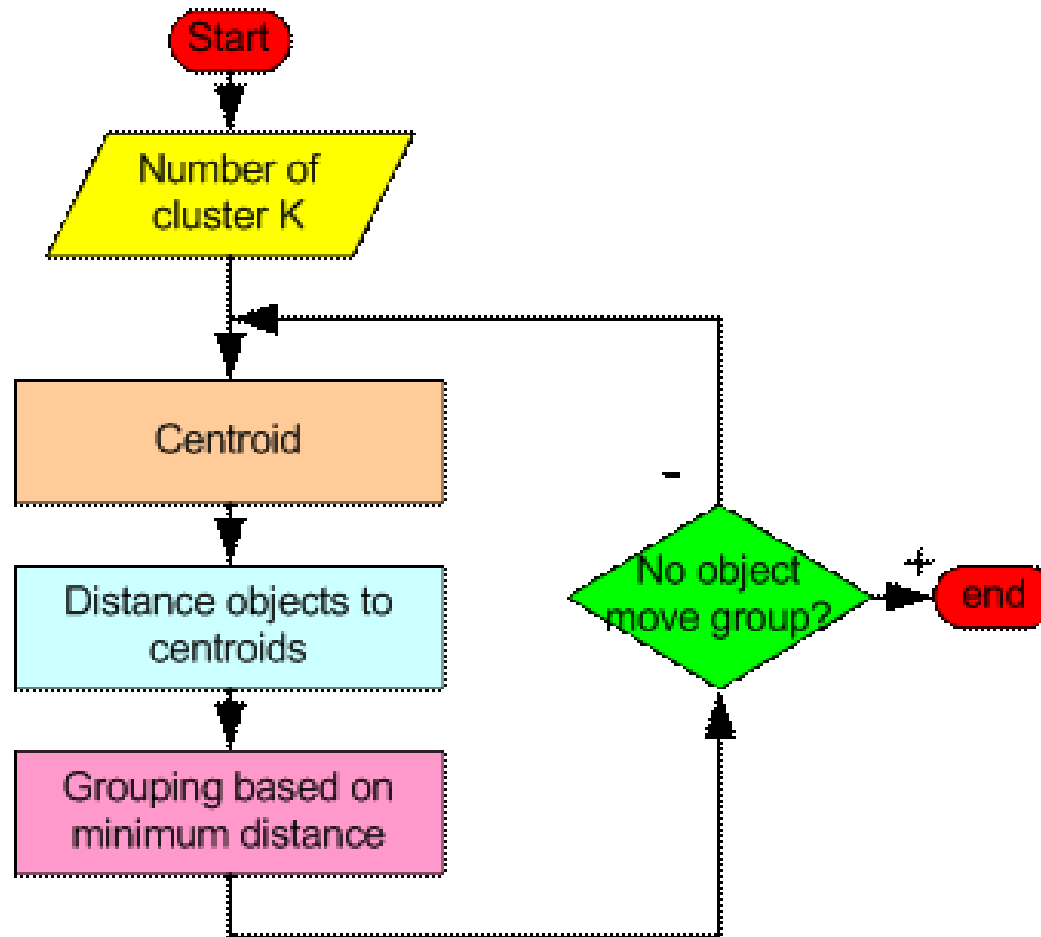 Start
Number of
cluster K
Centroid
Distance objects to
centroids
Grouping based on
minimum distance
-
No object
move group?
+
end